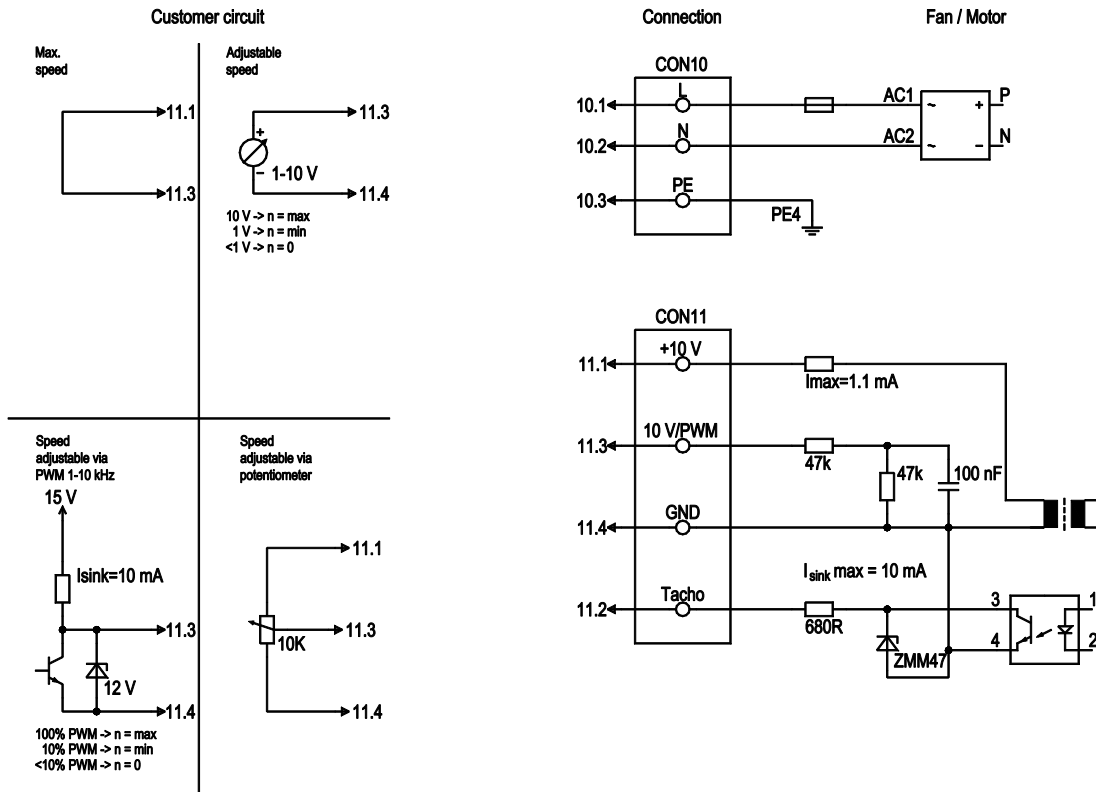 Customer circuit
Connection
Fan / Motor
Max.
speed
11.1
11.3
Adjustable
speed
11.3
+
− 1-10 V
11.4
10 V -> n = max
1 V -> n = min
<1 V -> n = 0
CON10
10.1 L AC1 ~ + P
10.2 N AC2 ~ − N
10.3 PE
PE4
CON11
11.1 +10 V
Imax=1.1 mA
11.3 10 V/PWM
47k
47k
100 nF
11.4 GND
Isink max = 10 mA
11.2 Tacho
680R
ZMM47
3
4
1
2
Speed
adjustable via
PWM 1-10 kHz
15 V
Isink=10 mA
11.3
12 V
11.4
100% PWM -> n = max
10% PWM -> n = min
<10% PWM -> n = 0
Speed
adjustable via
potentiometer
11.1
11.3
10K
11.4